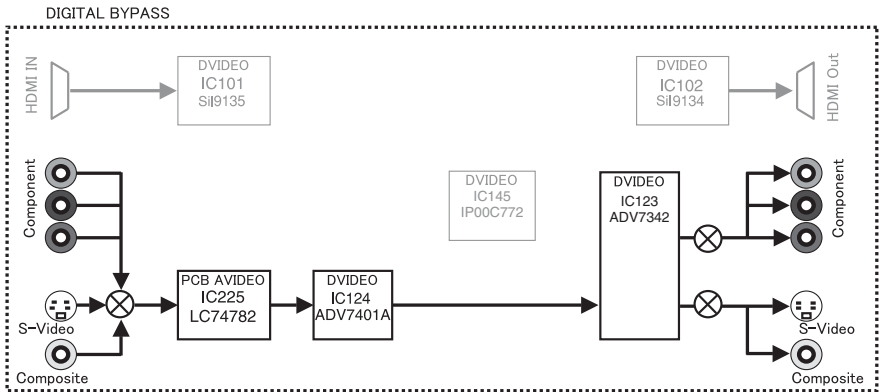 DIGITAL BYPASS
HDMI IN
DVIDEO
IC101
SiI9135
DVIDEO
IC102
SiI9134
HDMI Out
Component
DVIDEO
IC145
IP00C772
DVIDEO
IC123
ADV7342
Component
S-Video
Composite
PCB AVIDEO
IC225
LC74782
DVIDEO
IC124
ADV7401A
S-Video
Composite